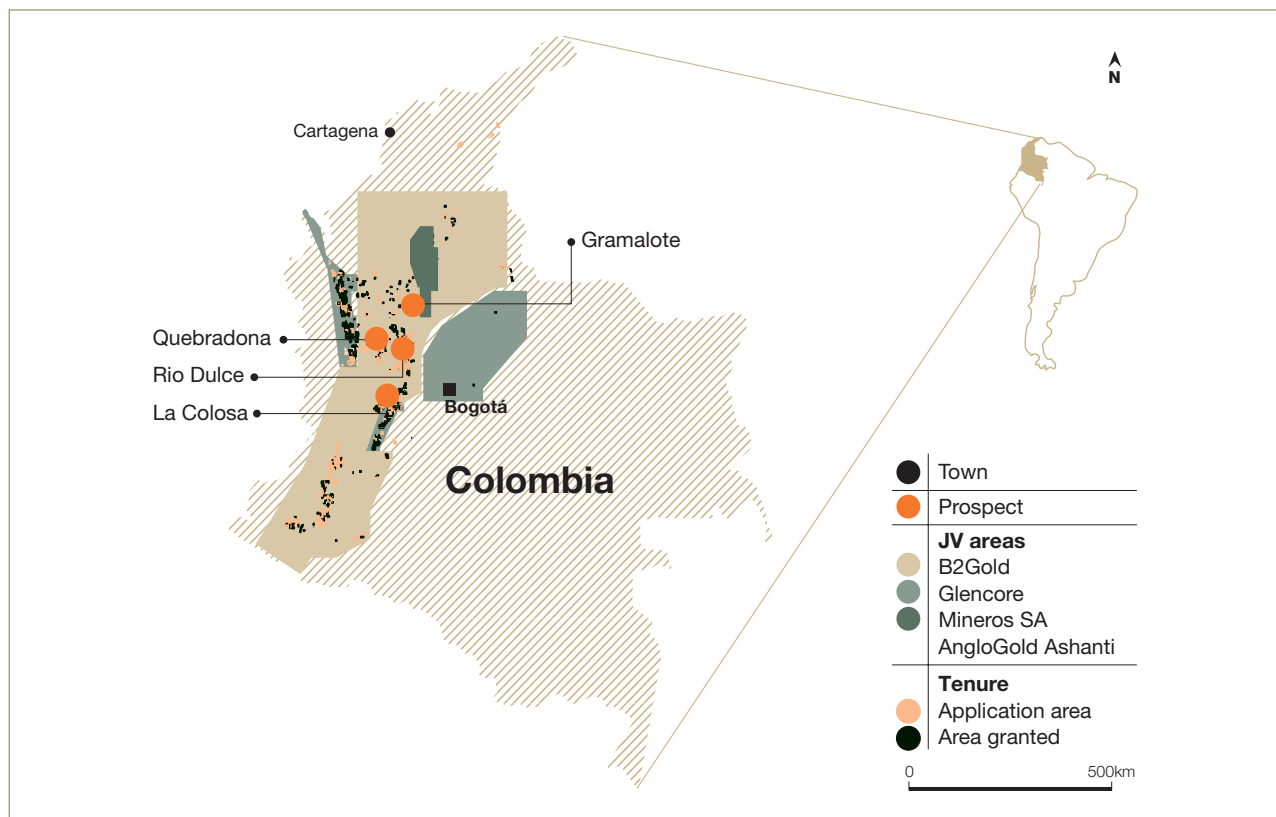 N
Cartagena
Gramalote
Quebradona
Rio Dulce
La Colosa
Bogotá
Colombia
Town
Prospect
JV areas
B2Gold
Glencore
Mineros SA
AngloGold Ashanti
Tenure
Application area
Area granted
0 500km